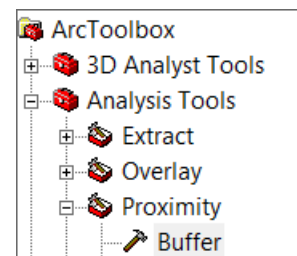 ArcToolbox
3D Analyst Tools
Analysis Tools
Extract
Overlay
Proximity
Buffer